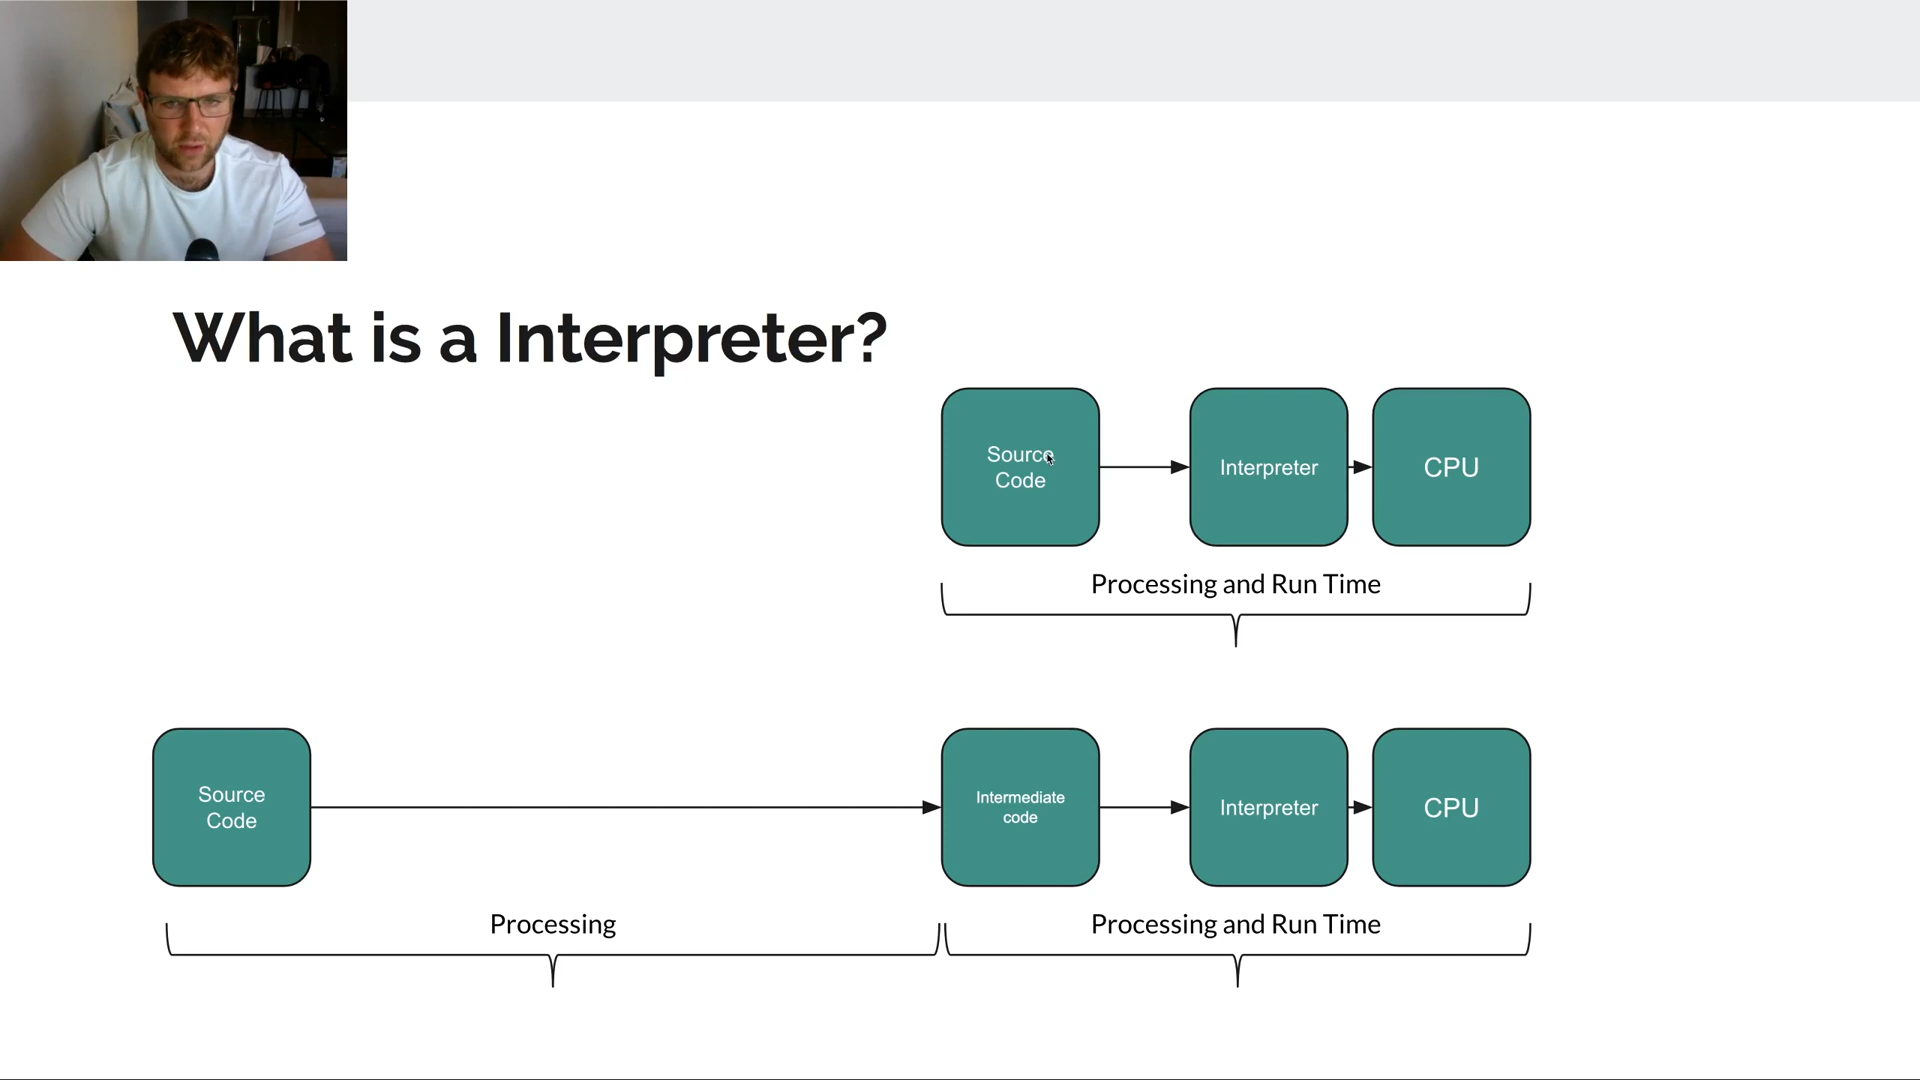 What is a Interpreter?
Source
Code
Interpreter
CPU
Processing and Run Time
Source
Code
Intermediate
code
Interpreter
CPU
Processing
Processing and Run Time